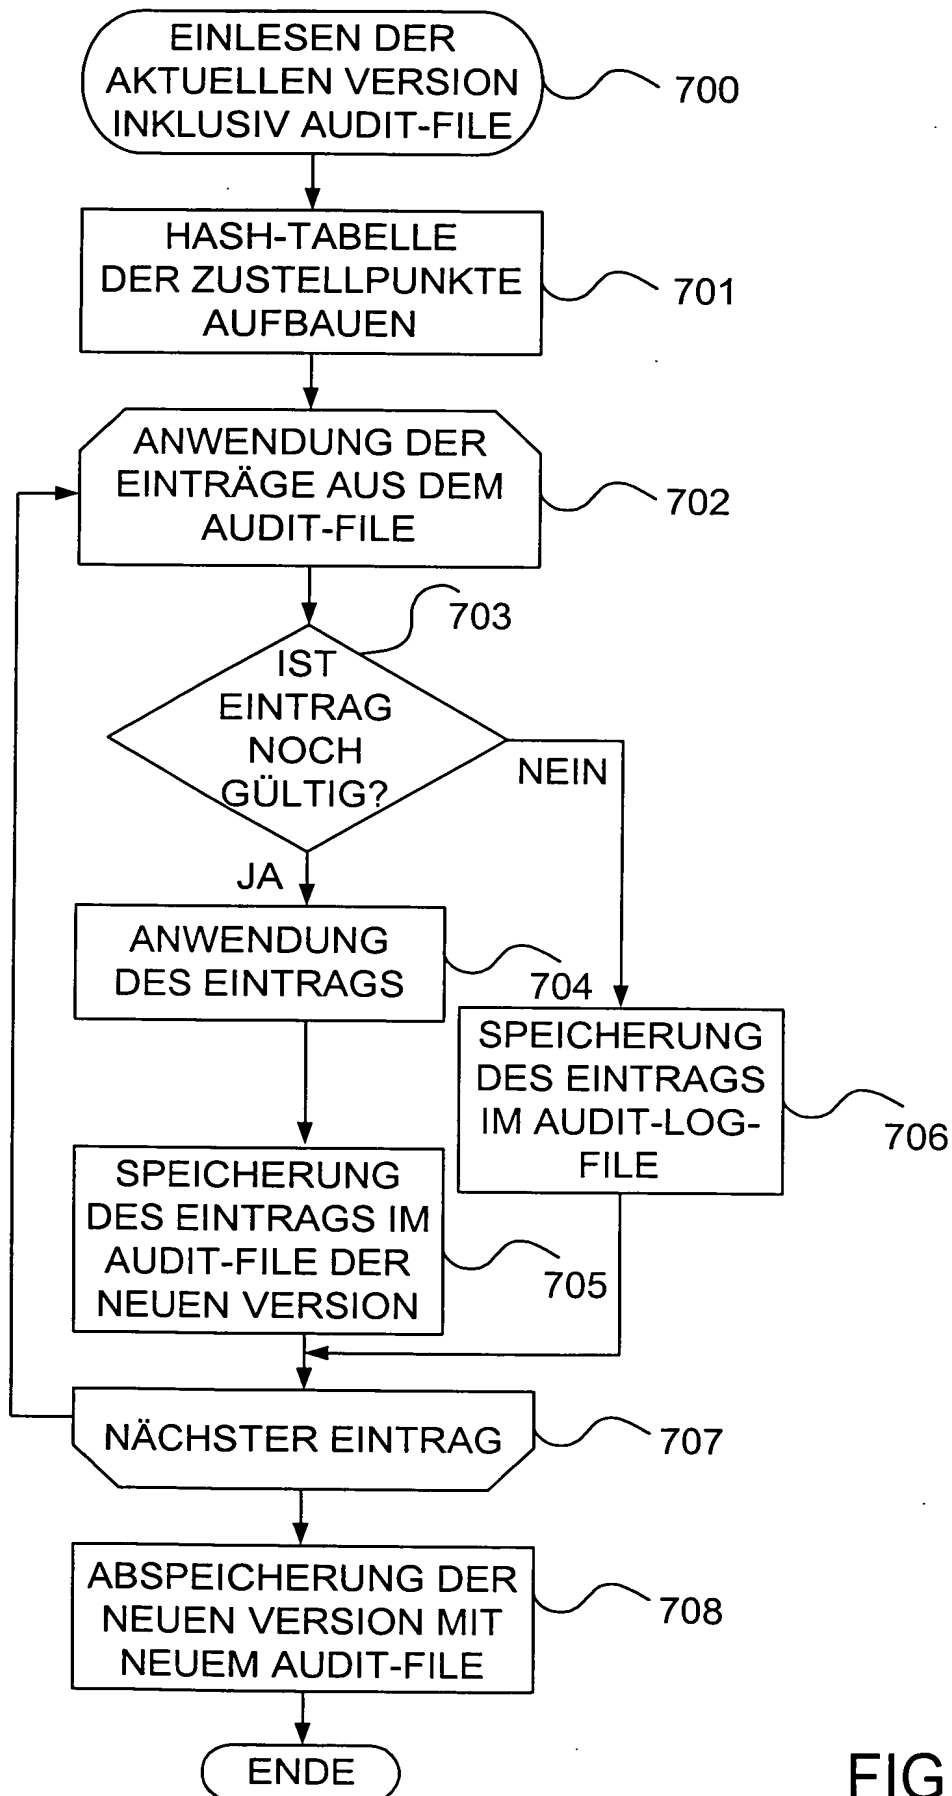 EINLESEN DER
AKTUELLEN VERSION
INKLUSIV AUDIT-FILE
700
HASH-TABELLE
DER ZUSTELLPUNKTE
AUFBAUEN
701
ANWENDUNG DER
EINTRÄGE AUS DEM
AUDIT-FILE
702
703
IST
EINTRAG
NOCH
GÜLTIG?
NEIN
JA
ANWENDUNG
DES EINTRAGS
704
SPEICHERUNG
DES EINTRAGS
IM AUDIT-LOG-
FILE
706
SPEICHERUNG
DES EINTRAGS IM
AUDIT-FILE DER
NEUEN VERSION
705
NÄCHSTER EINTRAG
707
ABSPEICHERUNG DER
NEUEN VERSION MIT
NEUEM AUDIT-FILE
708
ENDE
FIG